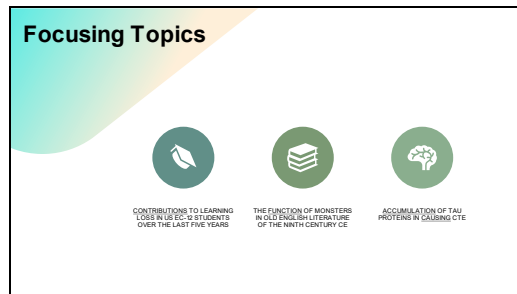 Focusing Topics
CONTRIBUTIONS TO LEARNING
LOSS IN US EC-12 STUDENTS
OVER THE LAST FIVE YEARS
THE FUNCTION OF MONSTERS
IN OLD ENGLISH LITERATURE
OF THE NINTH CENTURY CE
ACCUMULATION OF TAU
PROTEINS IN CAUSING CTE